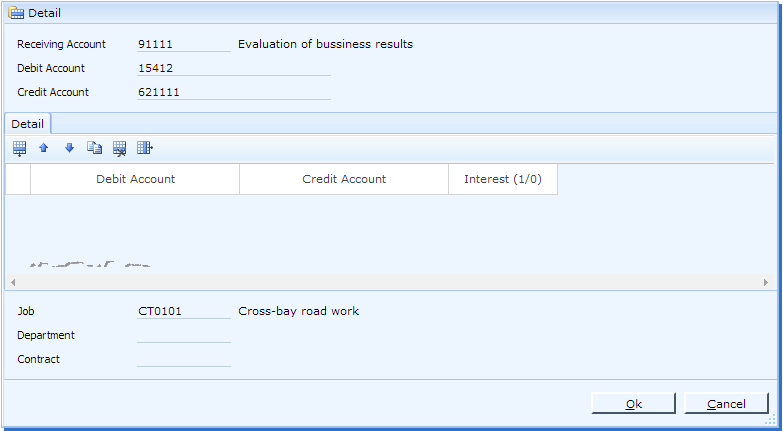 Detail
Receiving Account 91111 Evaluation of bussiness results
Debit Account 15412
Credit Account 621111
Detail
Debit Account Credit Account Interest (1/0)
Job CT0101 Cross-bay road work
Department
Contract
Ok Cancel